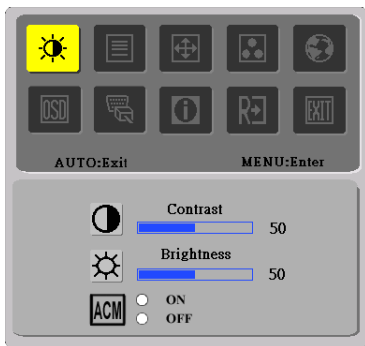 OSD i R EXIT
AUTO:Exit MENU:Enter
Contrast
50
Brightness
50
ACM ON
OFF